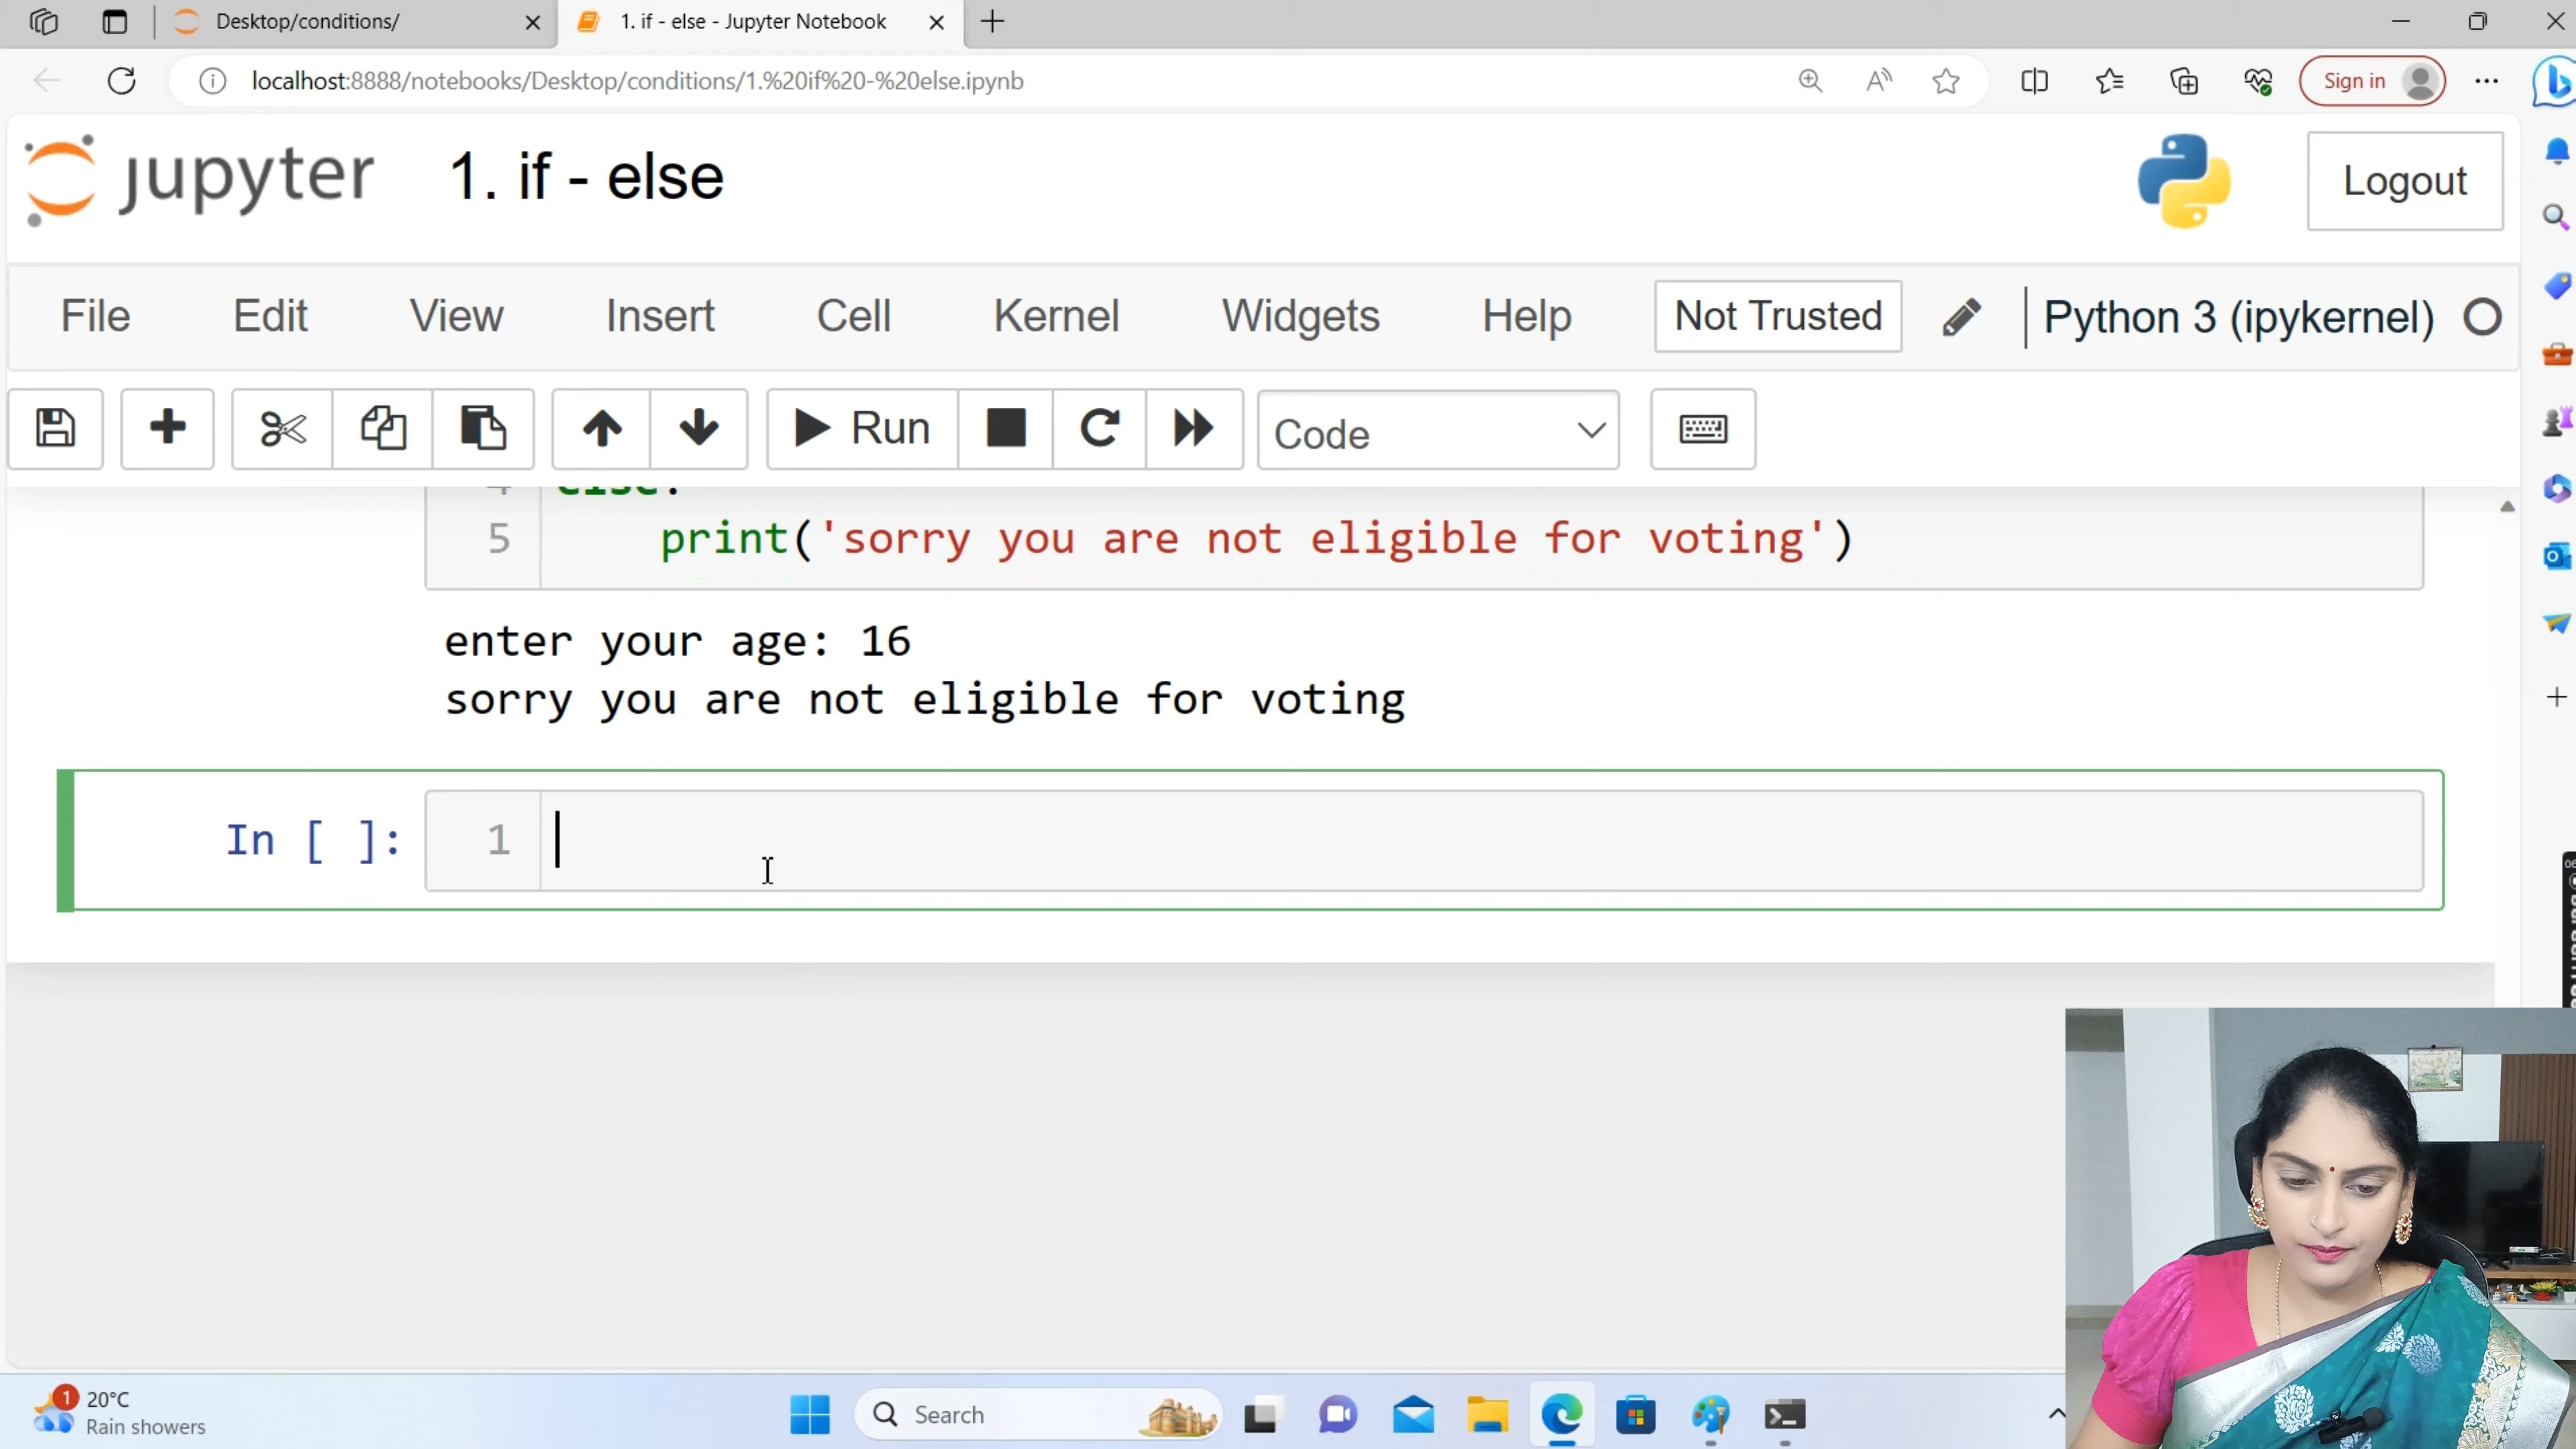 Desktop/conditions/
1. if - else - Jupyter Notebook
localhost:8888/notebooks/Desktop/conditions/1.%20if%20-%20else.ipynb
Sign in
jupyter 1. if - else
Logout
File Edit View Insert Cell Kernel Widgets Help Not Trusted Python 3 (ipykernel)
Run Code
4 else:
5 print('sorry you are not eligible for voting')
enter your age: 16
sorry you are not eligible for voting
In [ ]: 1
1 20°C
Rain showers
Search